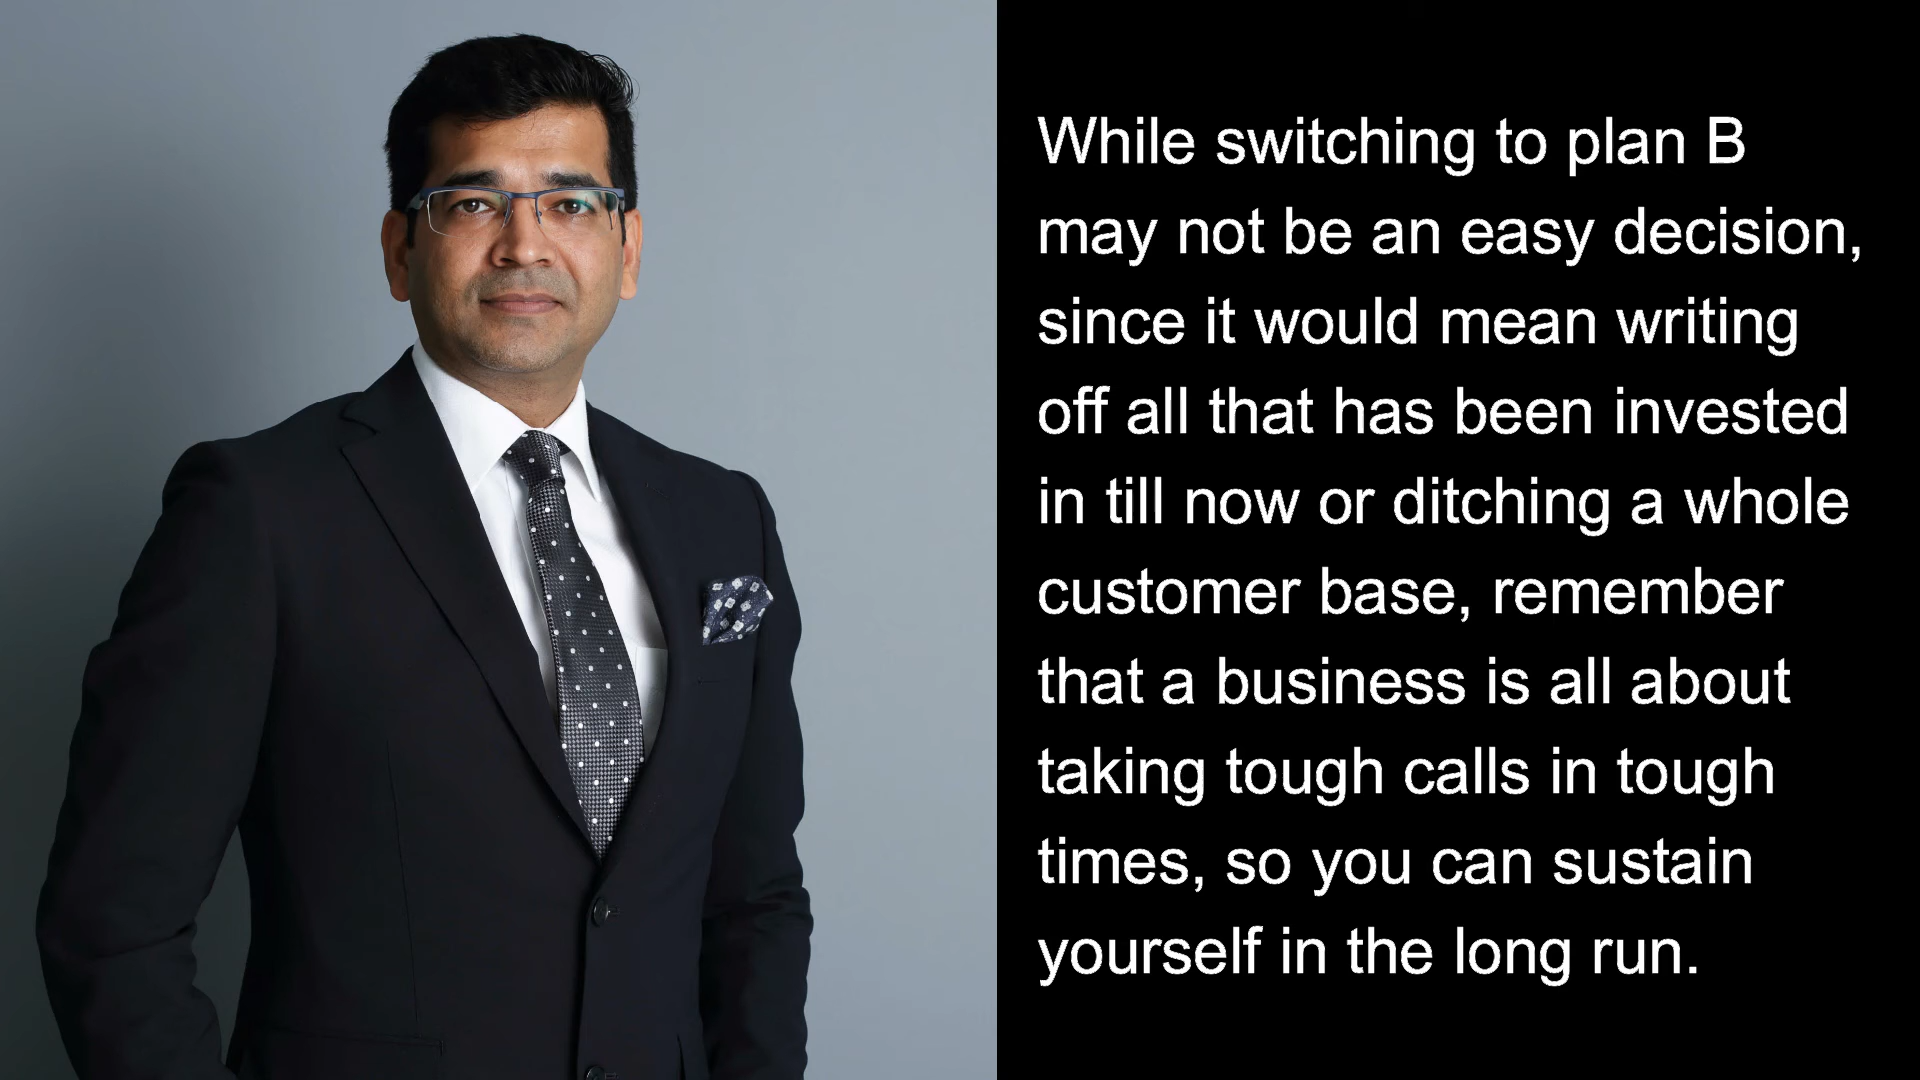 While switching to plan B
may not be an easy decision,
since it would mean writing
off all that has been invested
in till now or ditching a whole
customer base, remember
that a business is all about
taking tough calls in tough
times, so you can sustain
yourself in the long run.